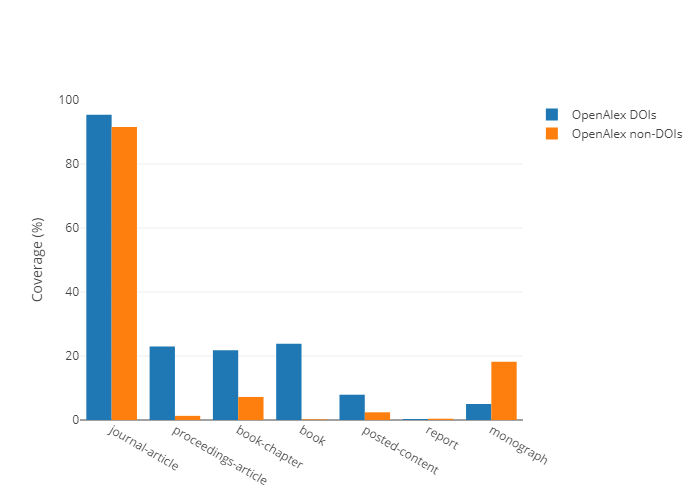 100
80
60
40
20
0
Coverage (%)
journal-article
proceedings-article
book-chapter
book
posted-content
report
monograph
OpenAlex DOIs
OpenAlex non-DOIs